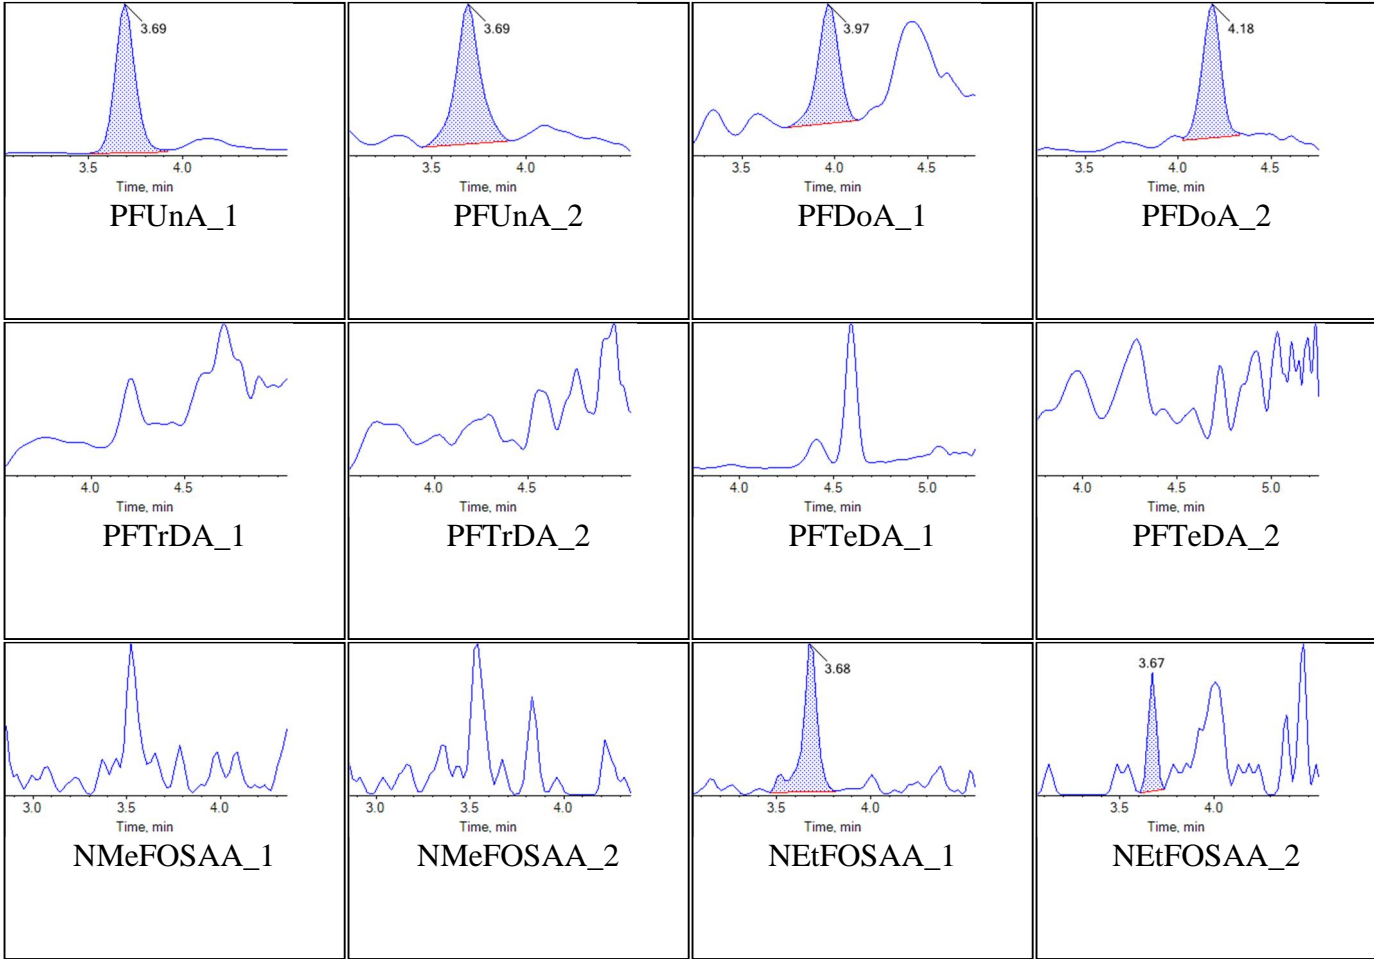 3.69
3.5 4.0
Time, min
PFUnA_1
3.69
3.5 4.0
Time, min
PFUnA_2
3.97
3.5 4.0 4.5
Time, min
PFDoA_1
4.18
3.5 4.0 4.5
Time, min
PFDoA_2
4.0 4.5
Time, min
PFTrDA_1
4.0 4.5
Time, min
PFTrDA_2
4.0 4.5 5.0
Time, min
PFTeDA_1
4.0 4.5 5.0
Time, min
PFTeDA_2
3.0 3.5 4.0
Time, min
NMeFOSAA_1
3.0 3.5 4.0
Time, min
NMeFOSAA_2
3.68
3.5 4.0
Time, min
NEtFOSAA_1
3.67
3.5 4.0
Time, min
NEtFOSAA_2